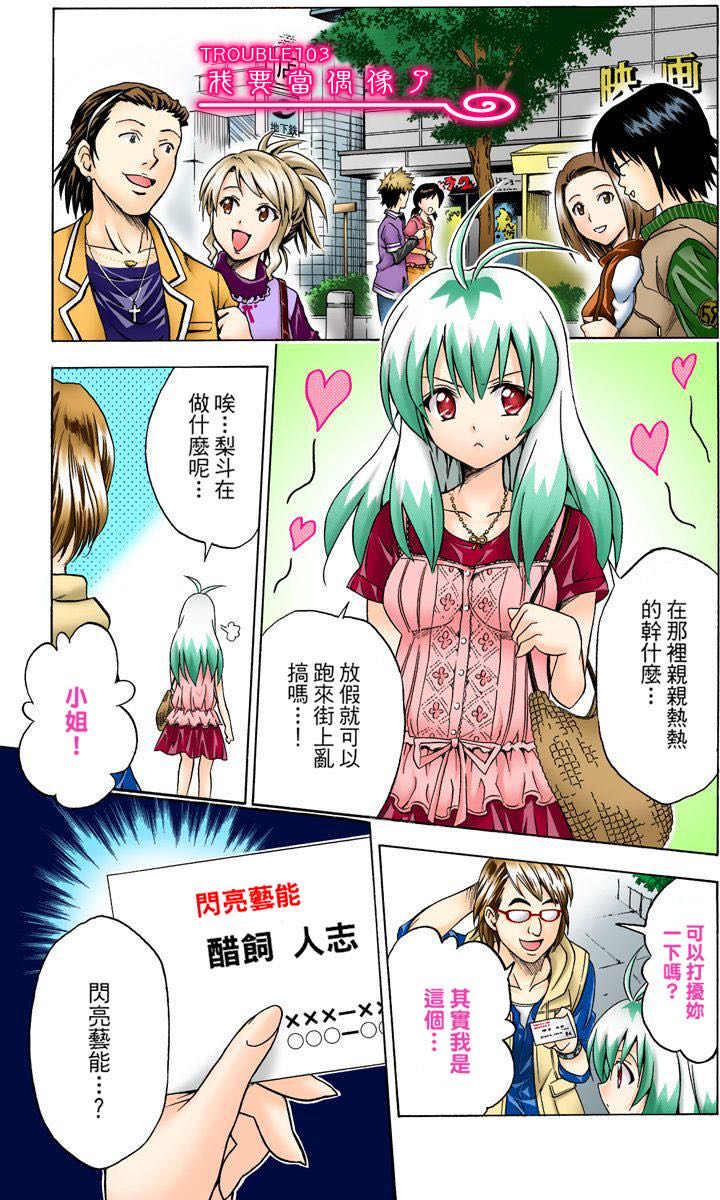 TROUBLE103
我要當偶像了
店
地下鉄
映画
在那裡親親熱熱
的幹什麼…
放假就可以
跑來街上亂
搞嗎…！
唉…梨斗在
做什麼呢…
小姐！
可以打擾妳
一下嗎？
其實我是
這個…
閃亮藝能
醋飼 人志
×××—××
○○○—○○
閃亮藝能…？